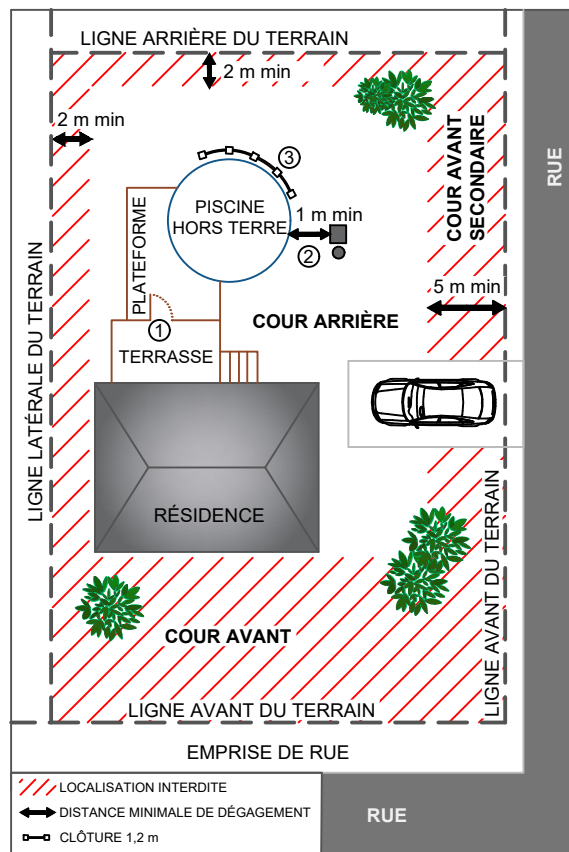 LIGNE ARRIÈRE DU TERRAIN
2 m min
2 m min
COUR AVANT
SECONDAIRE
RUE
3
PISCINE
HORS TERRE
1 m min
2
PLATEFORME
5 m min
1
TERRASSE
COUR ARRIÈRE
LIGNE LATÉRALE DU TERRAIN
RÉSIDENCE
COUR AVANT
LIGNE AVANT DU TERRAIN
LIGNE AVANT DU TERRAIN
EMPRISE DE RUE
LOCALISATION INTERDITE
DISTANCE MINIMALE DE DÉGAGEMENT
CLÔTURE 1,2 m
RUE